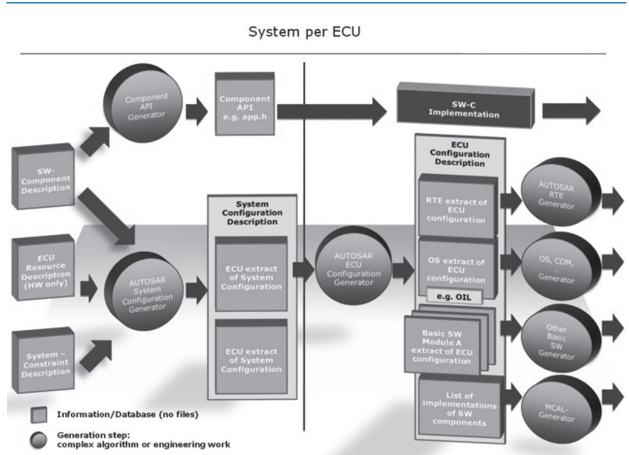 System per ECU
Component
API
Generator
Component
API
e.g. app.h
SW-C
Implementation
SW-
Component
Description
ECU
Resource
Description
(HW only)
System –
Constraint
Description
AUTOSAR
System
Configuration
Generator
System
Configuration
Description
ECU extract
of System
Configuration
ECU extract
of System
Configuration
AUTOSAR
ECU
Configuration
Generator
ECU
Configuration
Description
RTE extract of
ECU
configuration
OS extract of
ECU
configuration
e.g. OIL
Basic SW
Module A
extract of ECU
configuration
List of
implementations
of SW
components
AUTOSAR
RTE
Generator
OS, COM,
...
Generator
Other
Basic
SW
Generator
MCAL-
Generator
Information/Database (no files)
Generation step:
complex algorithm or engineering work